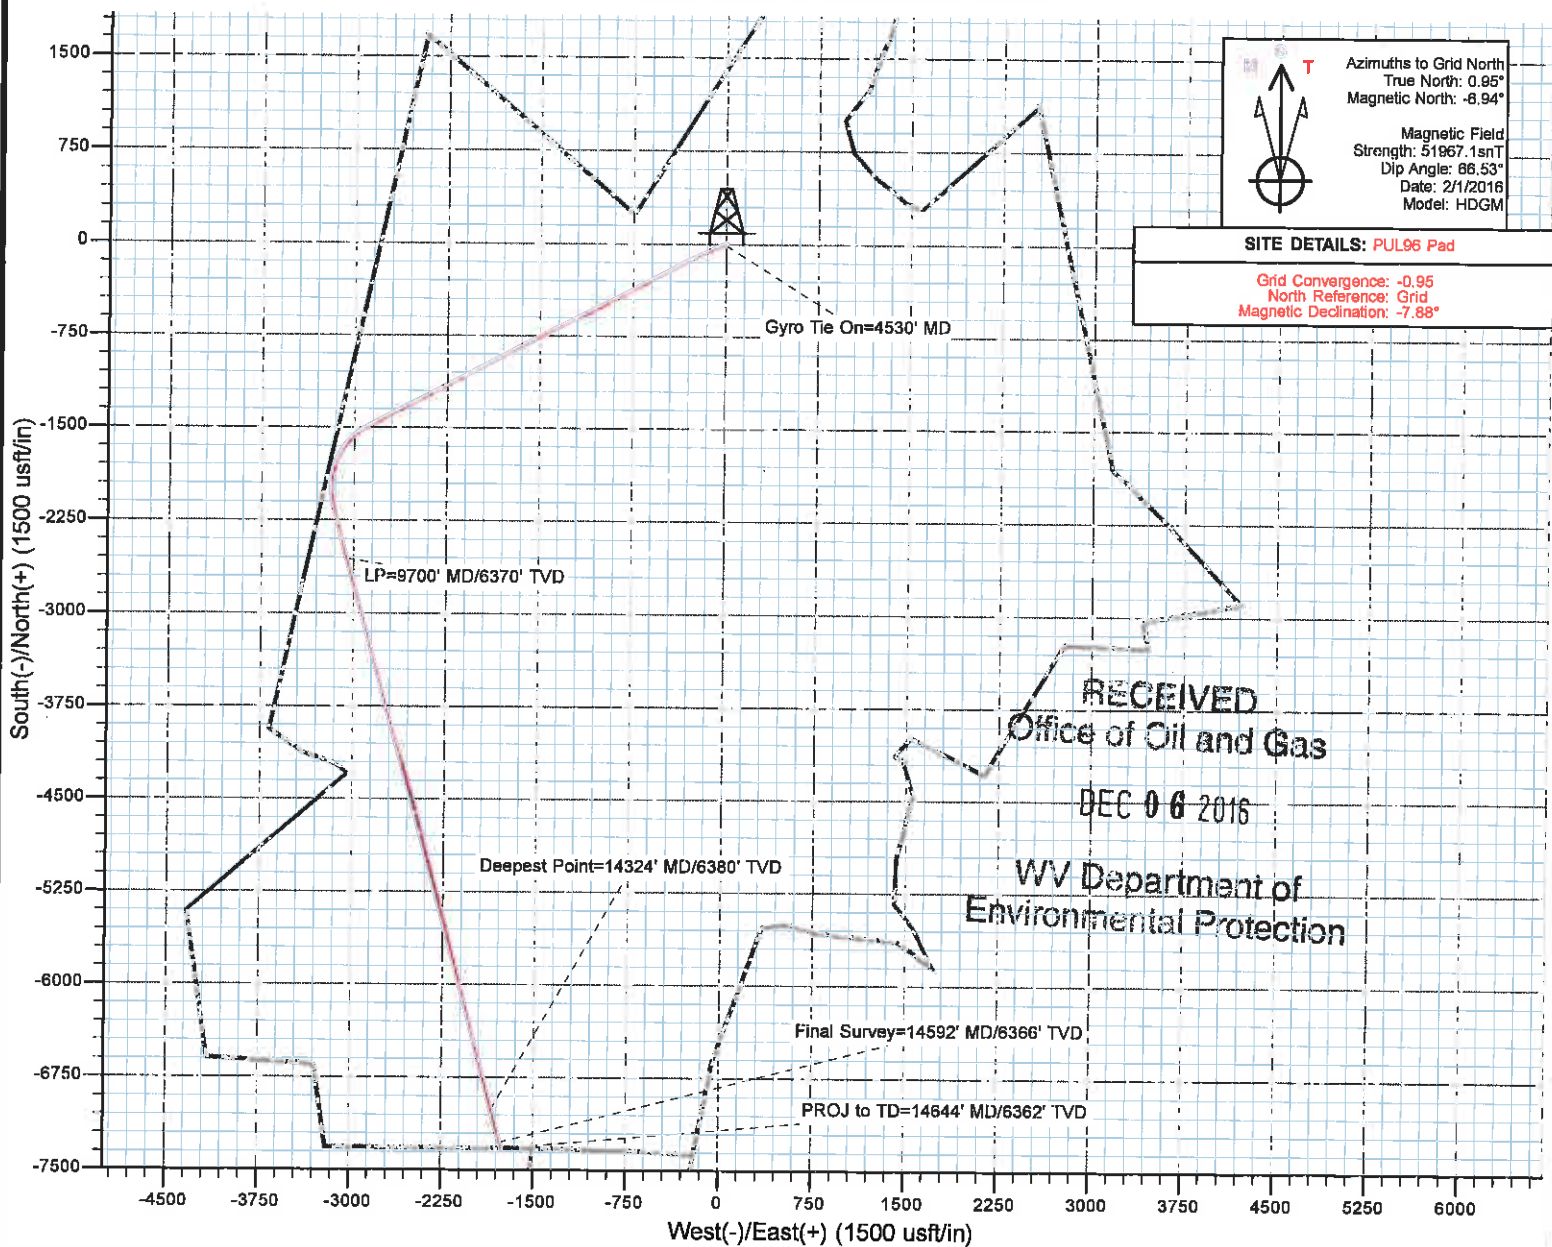 T
Azimuths to Grid North
True North: 0.95°
Magnetic North: -6.94°
Magnetic Field
Strength: 51967.1snT
Dip Angle: 66.53°
Date: 2/1/2016
Model: HDGM
SITE DETAILS: PUL96 Pad
Grid Convergence: -0.95
North Reference: Grid
Magnetic Declination: -7.88°
1500
750
0
-750
-1500
-2250
-3000
-3750
-4500
-5250
-6000
-6750
-7500
South(-)/North(+) (1500 usft/in)
Gyro Tie On=4530' MD
LP=9700' MD/6370' TVD
Deepest Point=14324' MD/6380' TVD
Final Survey=14592' MD/6366' TVD
PROJ to TD=14644' MD/6362' TVD
RECEIVED
Office of Oil and Gas
DEC 06 2016
WV Department of
Environmental Protection
-4500 -3750 -3000 -2250 -1500 -750 0 750 1500 2250 3000 3750 4500 5250 6000
West(-)/East(+) (1500 usft/in)